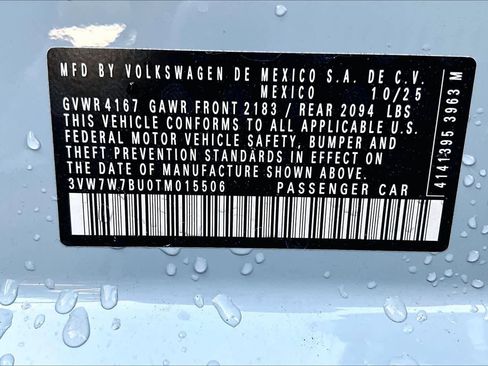 MFD BY VOLKSWAGEN DE MEXICO S.A. DE C.V.
MEXICO 10/25
GVWR 4167 GAWR FRONT 2183 / REAR 2094 LBS
THIS VEHICLE CONFORMS TO ALL APPLICABLE U.S.
FEDERAL MOTOR VEHICLE SAFETY, BUMPER AND
THEFT PREVENTION STANDARDS IN EFFECT ON
THE DATE OF MANUFACTURE SHOWN ABOVE.
3VW7W7BU0TM015506 PASSENGER CAR
4141395 3963 M